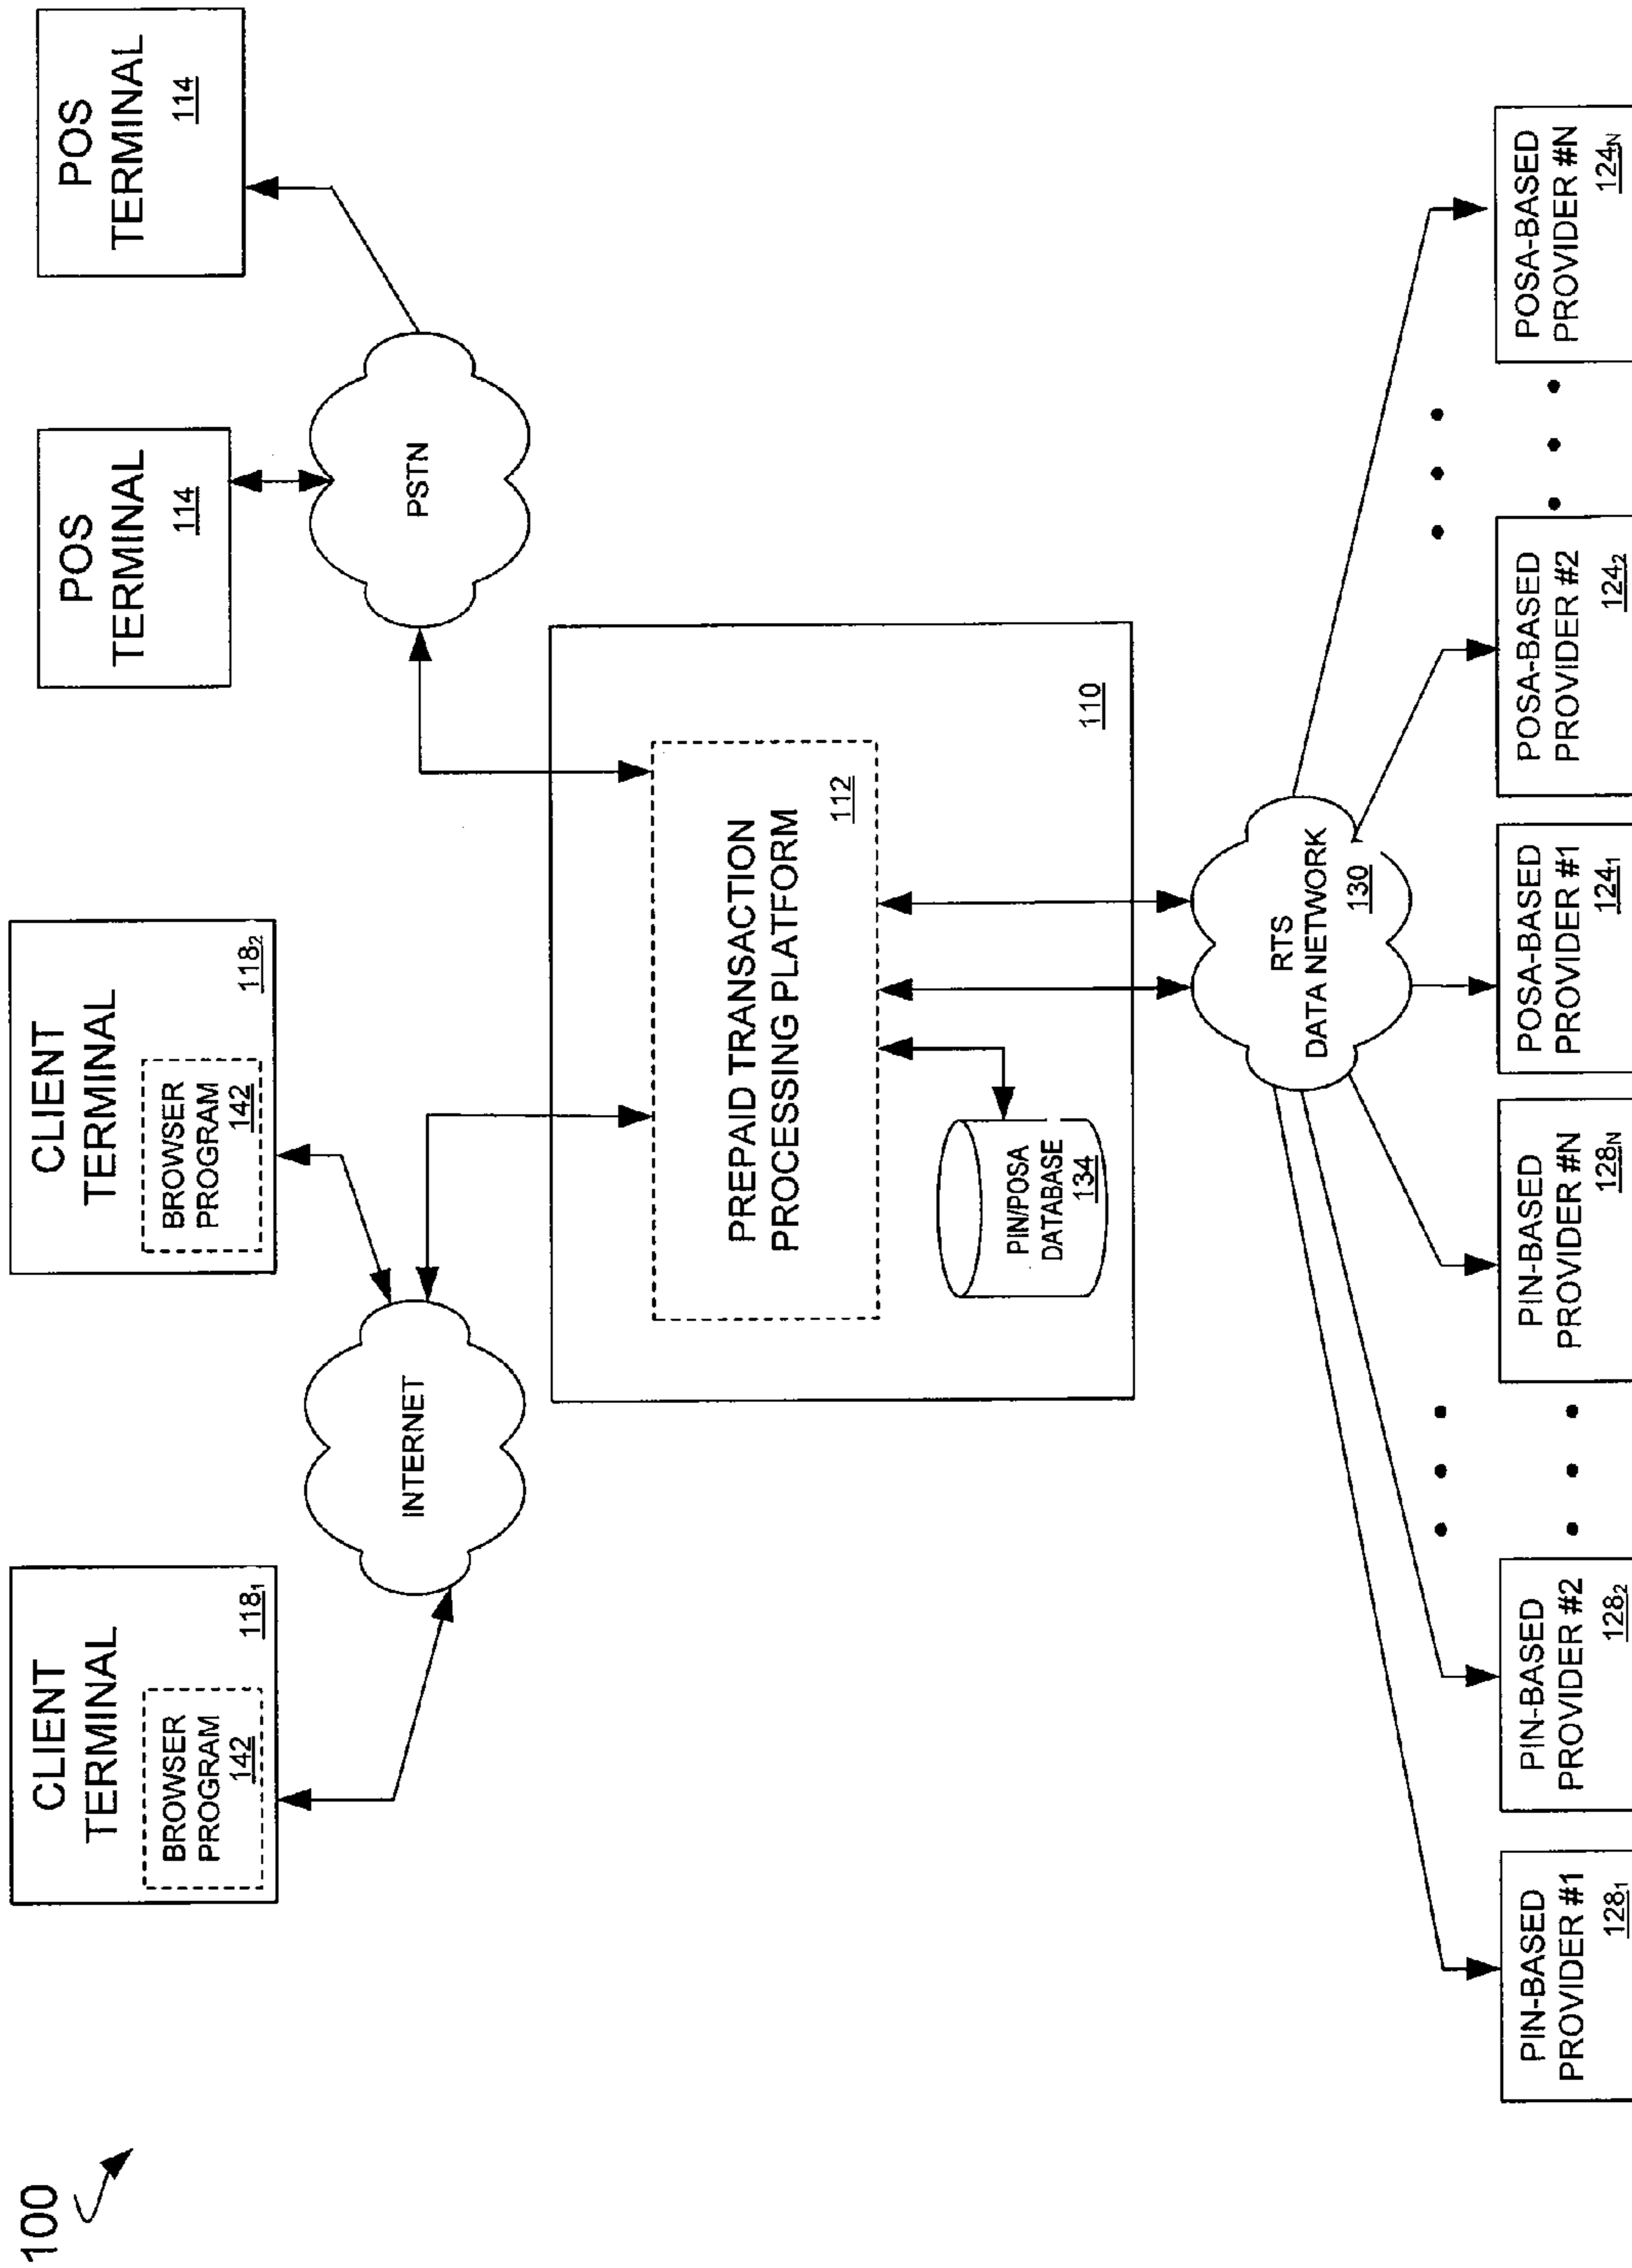 100
CLIENT
TERMINAL
118₁
BROWSER
PROGRAM
142
CLIENT
TERMINAL
118₂
BROWSER
PROGRAM
142
POS
TERMINAL
114
POS
TERMINAL
114
INTERNET
PSTN
PREPAID TRANSACTION
PROCESSING PLATFORM
112
PIN/POSA
DATABASE
134
110
RTS
DATA NETWORK
130
PIN-BASED
PROVIDER #1
128₁
PIN-BASED
PROVIDER #2
128₂
PIN-BASED
PROVIDER #N
128N
POSA-BASED
PROVIDER #1
124₁
POSA-BASED
PROVIDER #2
124₂
POSA-BASED
PROVIDER #N
124N